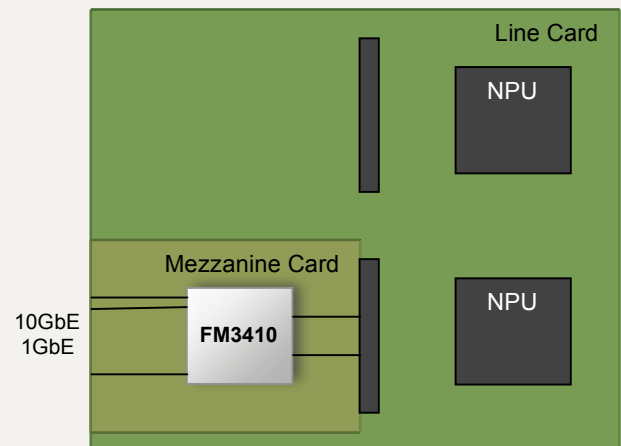 Line Card
NPU
Mezzanine Card
10GbE
1GbE
FM3410
NPU